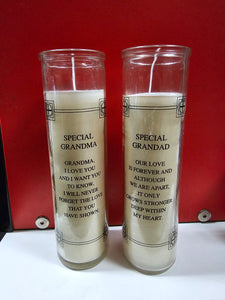 SPECIAL
GRANDMA
GRANDMA,
I LOVE YOU
AND I WANT YOU
TO KNOW,
I WILL NEVER
FORGET THE LOVE
THAT YOU
HAVE SHOWN.
SPECIAL
GRANDAD
OUR LOVE
IS FOREVER AND
ALTHOUGH
WE ARE APART,
IT ONLY
GROWS STRONGER
DEEP WITHIN
MY HEART.